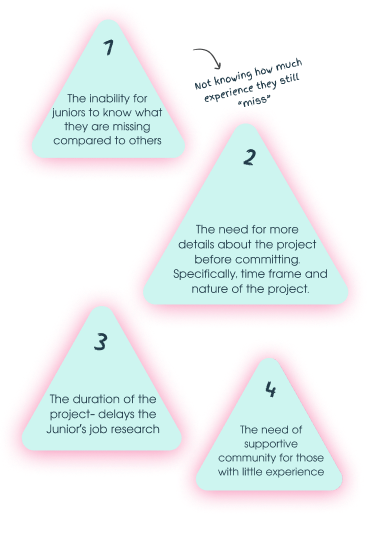 1
The inability for
juniors to know what
they are missing
compared to others
Not knowing how much
experience they still
"miss"
2
The need for more
details about the project
before committing.
Specifically, time frame and
nature of the project.
3
The duration of the
project- delays the
Junior's job research
4
The need of
supportive
community for those
with little experience